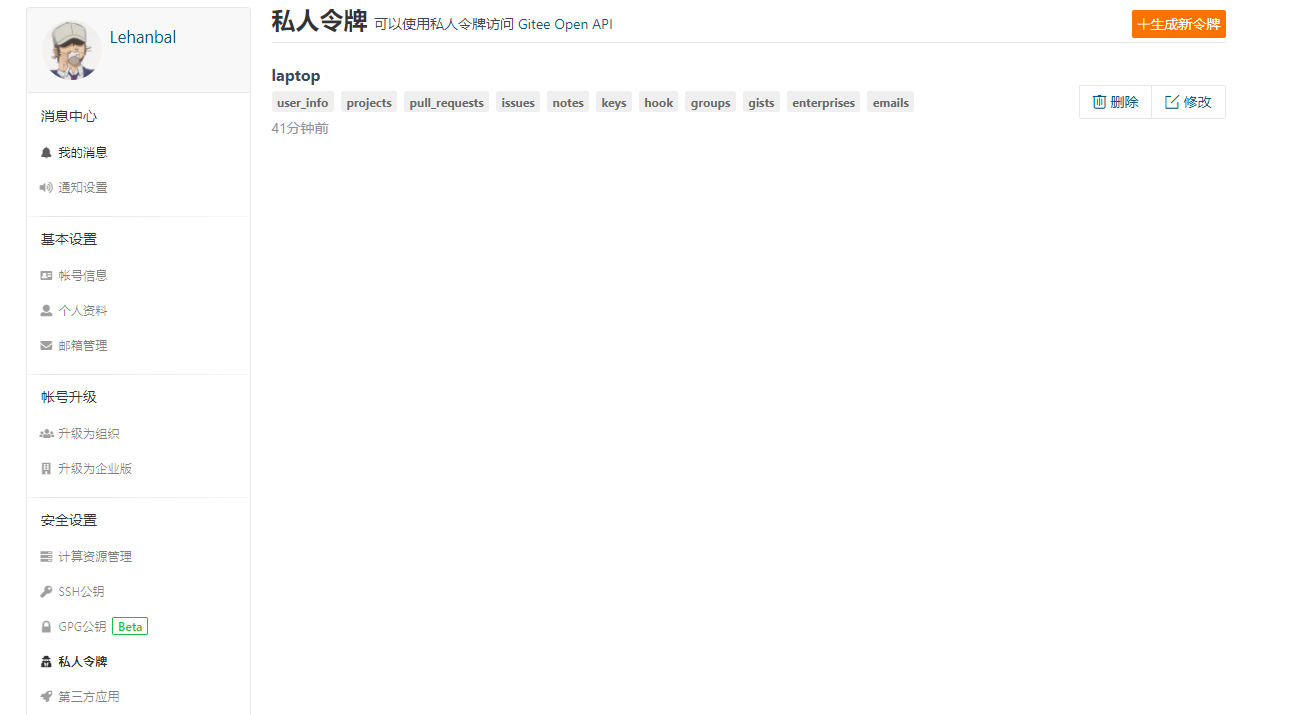 Lehanbal
消息中心
我的消息
通知设置
基本设置
帐号信息
个人资料
邮箱管理
帐号升级
升级为组织
升级为企业版
安全设置
计算资源管理
SSH公钥
GPG公钥 Beta
私人令牌
第三方应用
私人令牌 可以使用私人令牌访问 Gitee Open API
+生成新令牌
laptop
user_info projects pull_requests issues notes keys hook groups gists enterprises emails
41分钟前
删除 修改